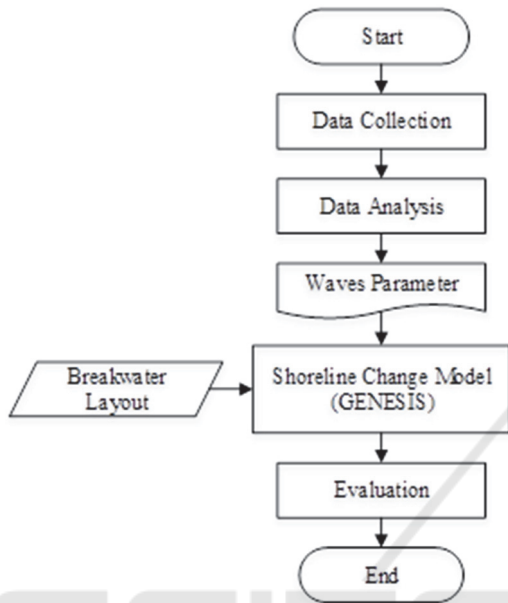 Start
Data Collection
Data Analysis
Waves Parameter
Breakwater
Layout
Shoreline Change Model
(GENESIS)
Evaluation
End